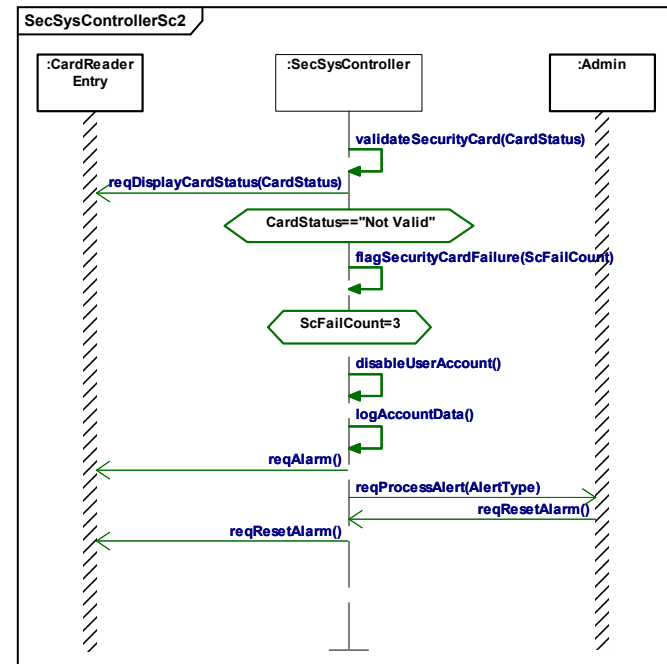 SecSysControllerSc2
:CardReader
Entry
:SecSysController
:Admin
validateSecurityCard(CardStatus)
reqDisplayCardStatus(CardStatus)
CardStatus=="Not Valid"
flagSecurityCardFailure(ScFailCount)
ScFailCount=3
disableUserAccount()
logAccountData()
reqAlarm()
reqProcessAlert(AlertType)
reqResetAlarm()
reqResetAlarm()